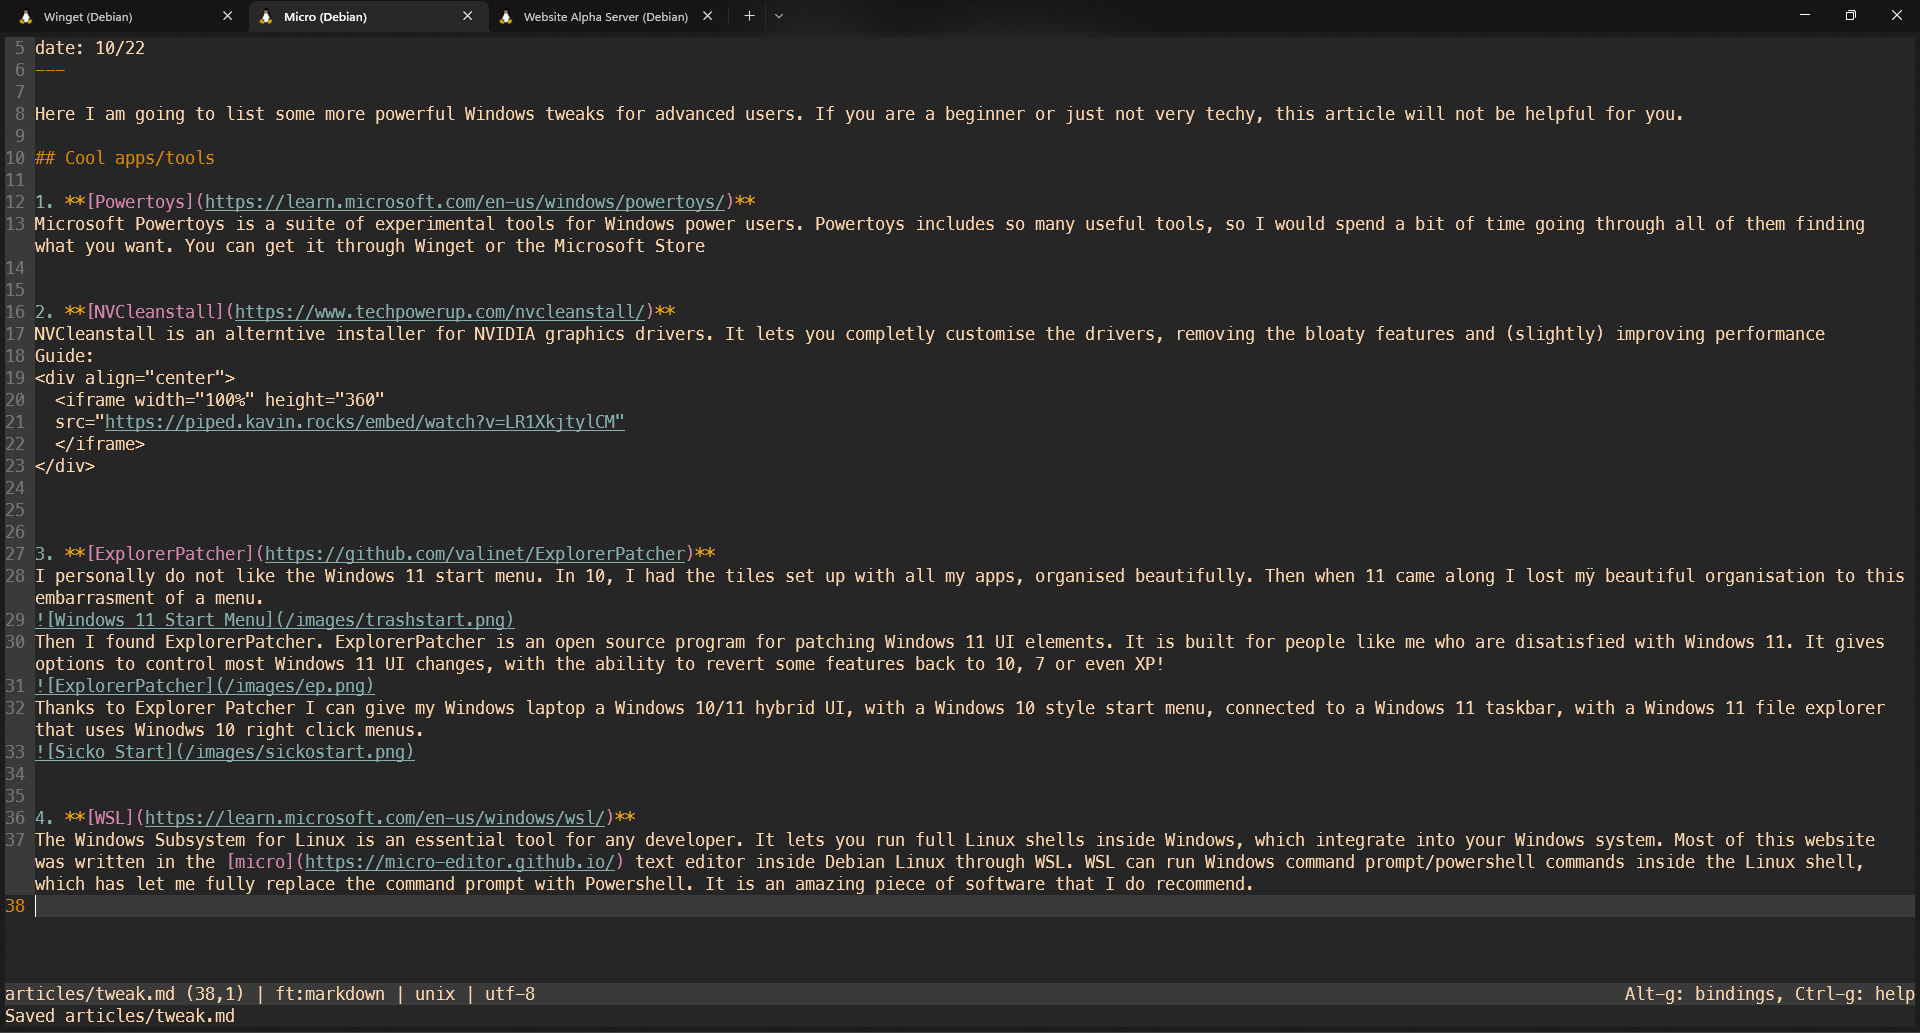 Winget (Debian)
Micro (Debian)
Website Alpha Server (Debian)
5 date: 10/22
6 ---
7
8 Here I am going to list some more powerful Windows tweaks for advanced users. If you are a beginner or just not very techy, this article will not be helpful for you.
9
10 ## Cool apps/tools
11
12 1. **[Powertoys](https://learn.microsoft.com/en-us/windows/powertoys/)**
13 Microsoft Powertoys is a suite of experimental tools for Windows power users. Powertoys includes so many useful tools, so I would spend a bit of time going through all of them finding
what you want. You can get it through Winget or the Microsoft Store
14
15
16 2. **[NVCleanstall](https://www.techpowerup.com/nvcleanstall/)**
17 NVCleanstall is an alterntive installer for NVIDIA graphics drivers. It lets you completly customise the drivers, removing the bloaty features and (slightly) improving performance
18 Guide:
19 <div align="center">
20 <iframe width="100%" height="360"
21 src="https://piped.kavin.rocks/embed/watch?v=LR1XkjtylCM"
22 </iframe>
23 </div>
24
25
26
27 3. **[ExplorerPatcher](https://github.com/valinet/ExplorerPatcher)**
28 I personally do not like the Windows 11 start menu. In 10, I had the tiles set up with all my apps, organised beautifully. Then when 11 came along I lost mÿ beautiful organisation to this
embarrasment of a menu.
29 ![Windows 11 Start Menu](/images/trashstart.png)
30 Then I found ExplorerPatcher. ExplorerPatcher is an open source program for patching Windows 11 UI elements. It is built for people like me who are disatisfied with Windows 11. It gives
options to control most Windows 11 UI changes, with the ability to revert some features back to 10, 7 or even XP!
31 ![ExplorerPatcher](/images/ep.png)
32 Thanks to Explorer Patcher I can give my Windows laptop a Windows 10/11 hybrid UI, with a Windows 10 style start menu, connected to a Windows 11 taskbar, with a Windows 11 file explorer
that uses Winodws 10 right click menus.
33 ![Sicko Start](/images/sickostart.png)
34
35
36 4. **[WSL](https://learn.microsoft.com/en-us/windows/wsl/)**
37 The Windows Subsystem for Linux is an essential tool for any developer. It lets you run full Linux shells inside Windows, which integrate into your Windows system. Most of this website
was written in the [micro](https://micro-editor.github.io/) text editor inside Debian Linux through WSL. WSL can run Windows command prompt/powershell commands inside the Linux shell,
which has let me fully replace the command prompt with Powershell. It is an amazing piece of software that I do recommend.
38
articles/tweak.md (38,1) | ft:markdown | unix | utf-8
Alt-g: bindings, Ctrl-g: help
Saved articles/tweak.md